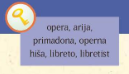 opera, arija,
primadona, operna
hiša, libreto, libretist